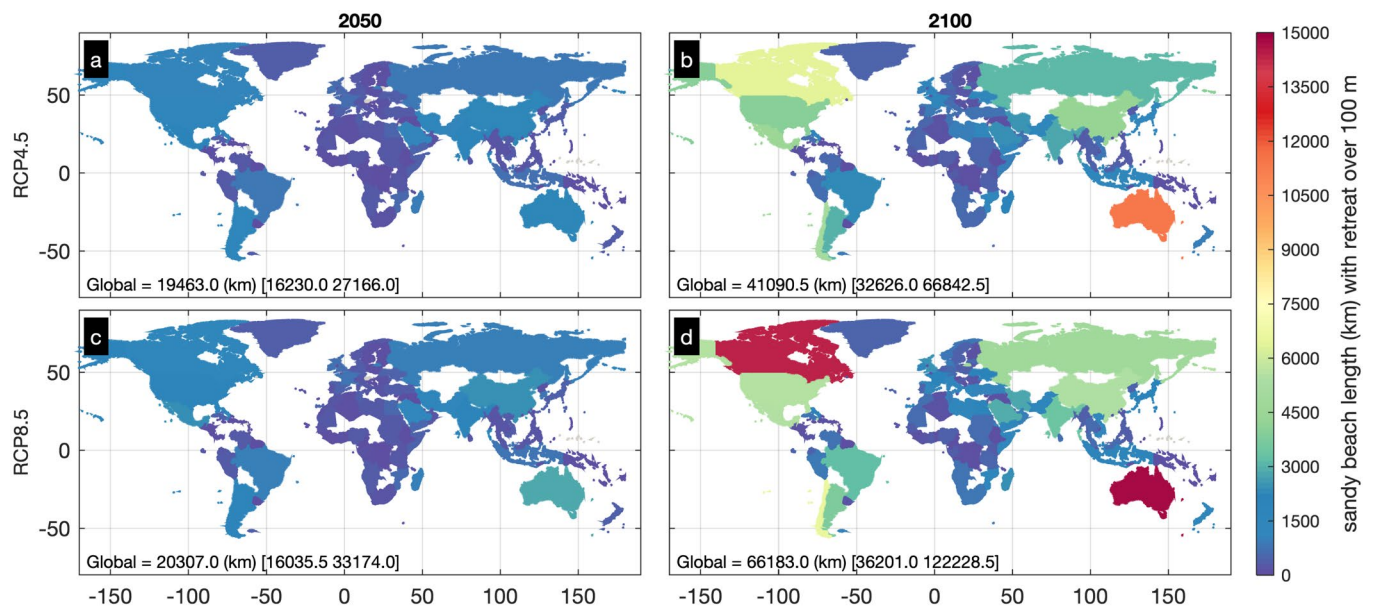 2050
2100
a
50
0
-50
RCP4.5
Global = 19463.0 (km) [16230.0 27166.0]
b
Global = 41090.5 (km) [32626.0 66842.5]
c
50
0
-50
RCP8.5
Global = 20307.0 (km) [16035.5 33174.0]
d
Global = 66183.0 (km) [36201.0 122228.5]
-150 -100 -50 0 50 100 150
-150 -100 -50 0 50 100 150
15000
13500
12000
10500
9000
7500
6000
4500
3000
1500
0
sandy beach length (km) with retreat over 100 m